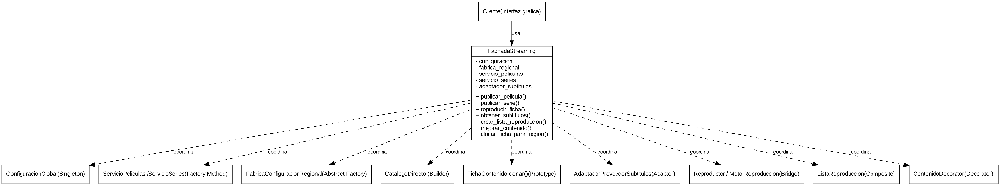 Cliente(interfaz grafica)
usa
FachadaStreaming
- configuracion
- fabrica_regional
- servicio_peliculas
- servicio_series
- adaptador_subtitulos
+ publicar_pelicula()
+ publicar_serie()
+ reproducir_ficha()
+ obtener_subtitulos()
+ crear_lista_reproduccion()
+ mejorar_contenido()
+ clonar_ficha_para_region()
coordina coordina coordina coordina coordina coordina coordina coordina coordina
ConfiguracionGlobal(Singleton)
ServicioPeliculas /ServicioSeries(Factory Method)
FabricaConfiguracionRegional(Abstract Factory)
CatalogoDirector(Builder)
FichaContenido.clonar()(Prototype)
AdaptadorProveedorSubtitulos(Adapter)
Reproductor / MotorReproduccion(Bridge)
ListaReproduccion(Composite)
ContenidoDecorator(Decorator)